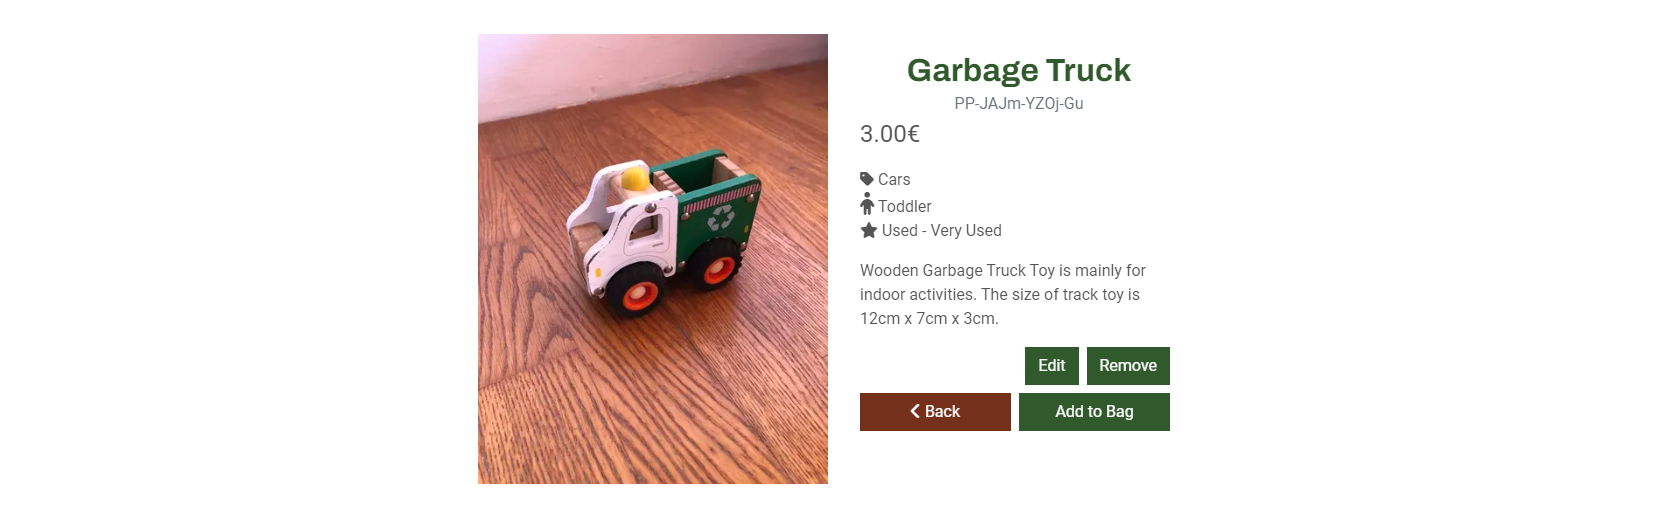 Garbage Truck
PP-JAJm-YZOj-Gu
3.00€
Cars
Toddler
Used - Very Used
Wooden Garbage Truck Toy is mainly for
indoor activities. The size of track toy is
12cm x 7cm x 3cm.
Edit
Remove
Back
Add to Bag